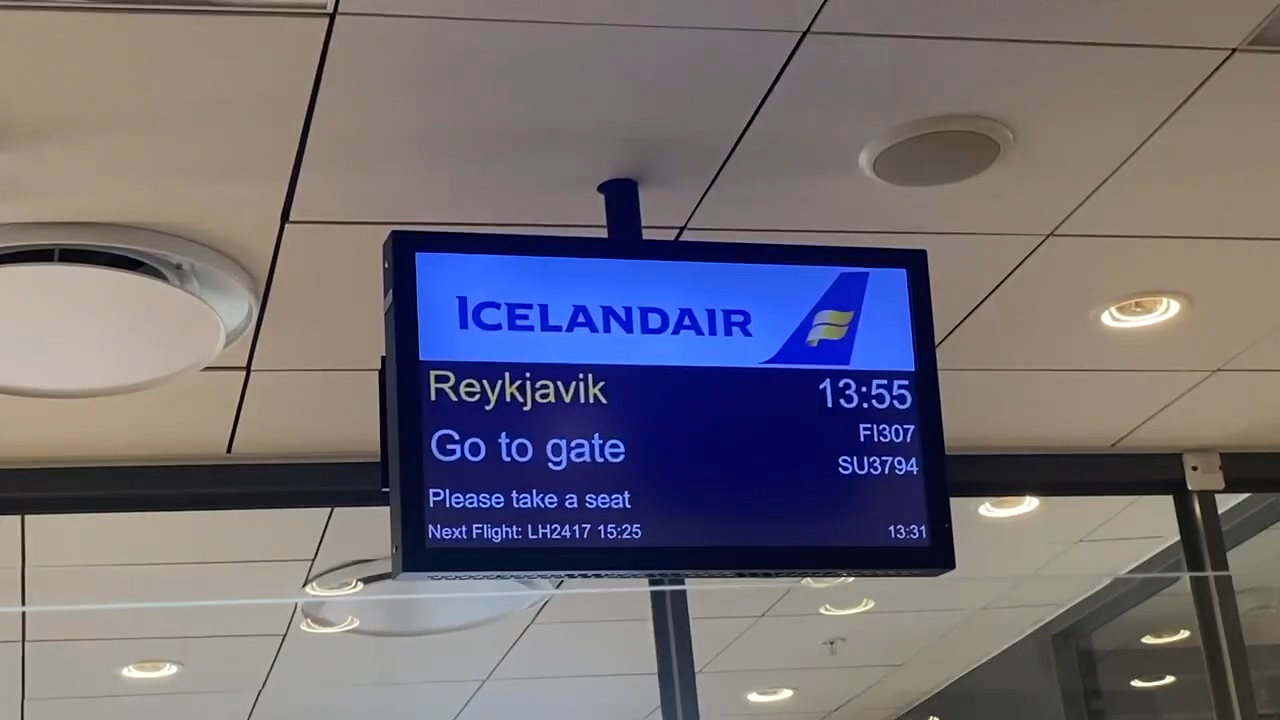 ICELANDAIR
Reykjavik 13:55
Go to gate FI307
SU3794
Please take a seat
Next Flight: LH2417 15:25 13:31